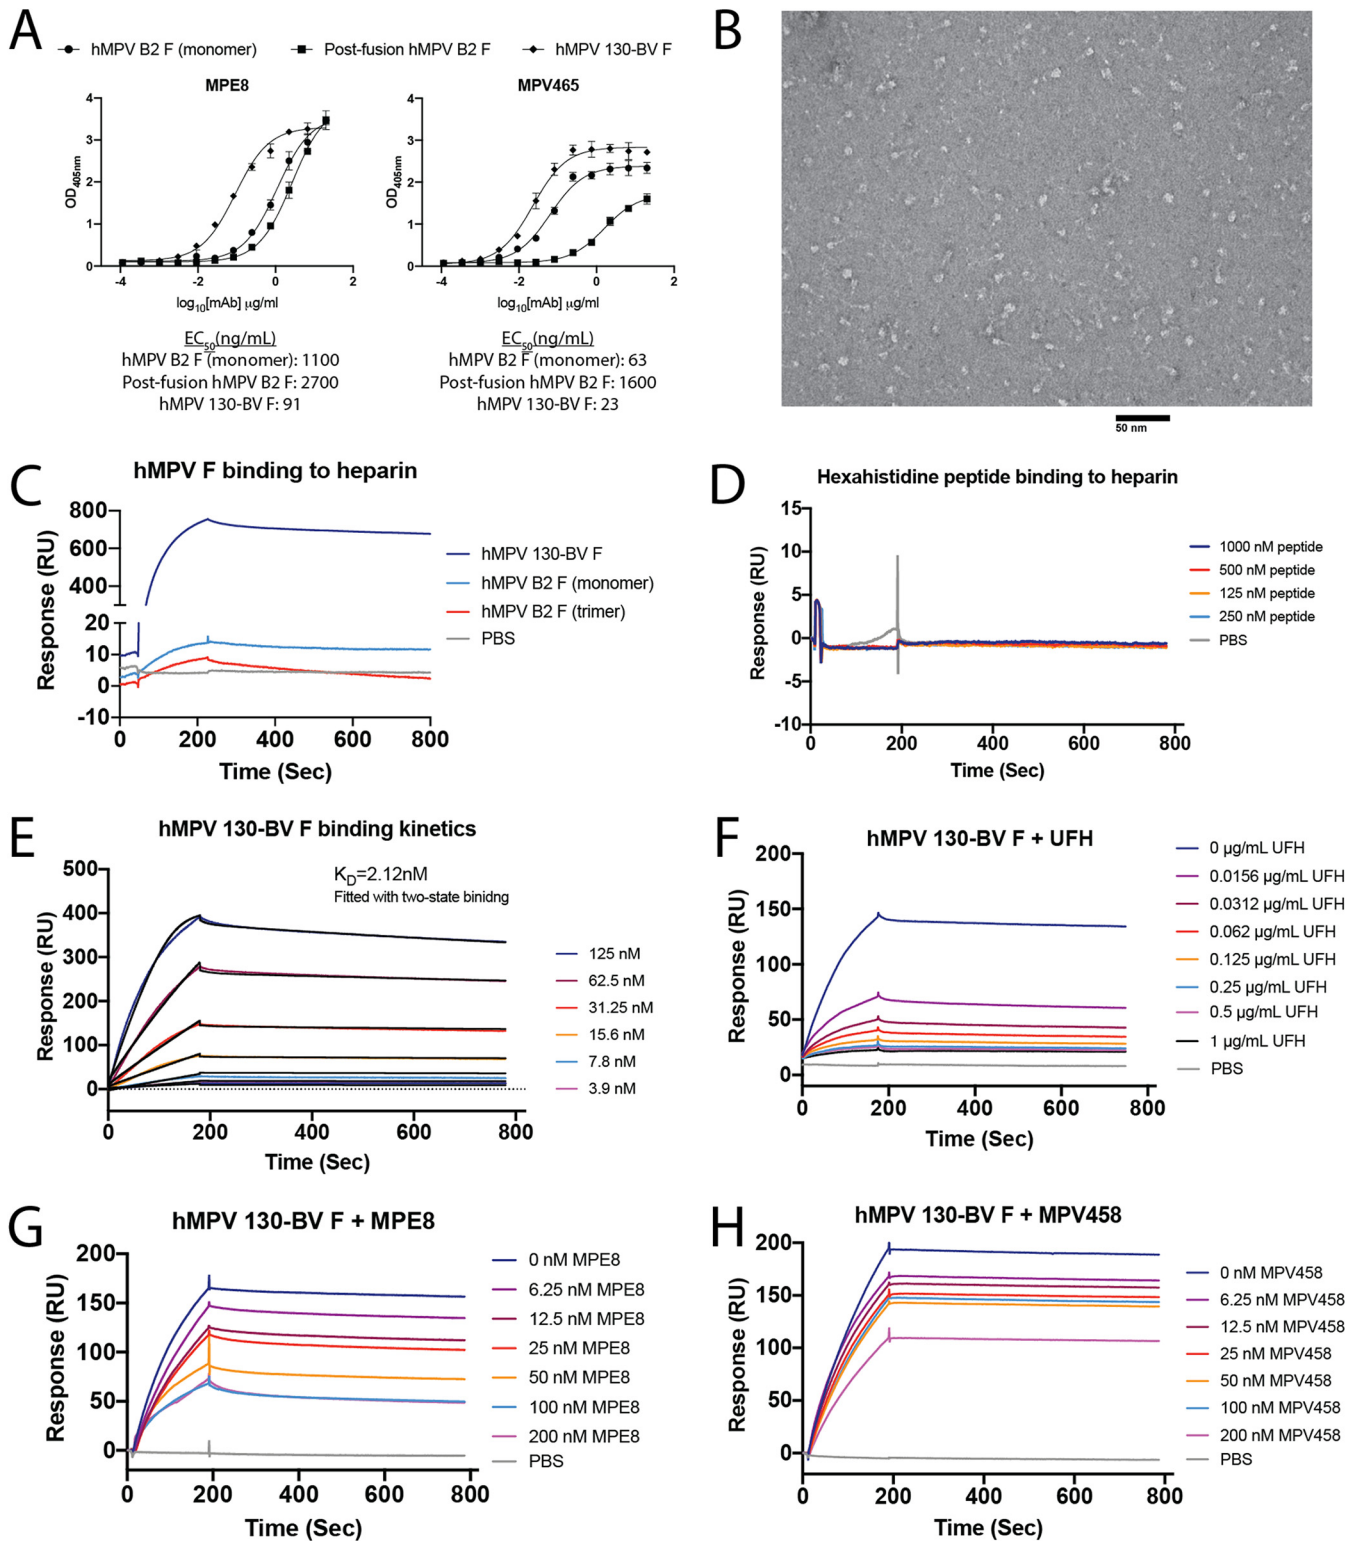 A
hMPV B2 F (monomer)
Post-fusion hMPV B2 F
hMPV 130-BV F
MPE8
OD405nm
4
3
2
1
0
-4
-2
0
2
log10[mAb] μg/ml
EC50(ng/mL)
hMPV B2 F (monomer): 1100
Post-fusion hMPV B2 F: 2700
hMPV 130-BV F: 91
MPV465
OD405nm
4
3
2
1
0
-4
-2
0
2
log10[mAb] μg/ml
EC50(ng/mL)
hMPV B2 F (monomer): 63
Post-fusion hMPV B2 F: 1600
hMPV 130-BV F: 23
B
50 nm
C
hMPV F binding to heparin
Response (RU)
800
600
400
20
10
0
-10
0
200
400
600
800
Time (Sec)
hMPV 130-BV F
hMPV B2 F (monomer)
hMPV B2 F (trimer)
PBS
D
Hexahistidine peptide binding to heparin
Response (RU)
15
10
5
0
-5
-10
0
200
400
600
800
Time (Sec)
1000 nM peptide
500 nM peptide
125 nM peptide
250 nM peptide
PBS
E
hMPV 130-BV F binding kinetics
KD=2.12nM
Fitted with two-state binidng
Response (RU)
500
400
300
200
100
0
0
200
400
600
800
Time (Sec)
125 nM
62.5 nM
31.25 nM
15.6 nM
7.8 nM
3.9 nM
F
hMPV 130-BV F + UFH
Response (RU)
200
150
100
50
0
0
200
400
600
800
Time (Sec)
0 µg/mL UFH
0.0156 µg/mL UFH
0.0312 µg/mL UFH
0.062 µg/mL UFH
0.125 µg/mL UFH
0.25 µg/mL UFH
0.5 µg/mL UFH
1 µg/mL UFH
PBS
G
hMPV 130-BV F + MPE8
Response (RU)
200
150
100
50
0
0
200
400
600
800
Time (Sec)
0 nM MPE8
6.25 nM MPE8
12.5 nM MPE8
25 nM MPE8
50 nM MPE8
100 nM MPE8
200 nM MPE8
PBS
H
hMPV 130-BV F + MPV458
Response (RU)
200
150
100
50
0
0
200
400
600
800
Time (Sec)
0 nM MPV458
6.25 nM MPV458
12.5 nM MPV458
25 nM MPV458
50 nM MPV458
100 nM MPV458
200 nM MPV458
PBS